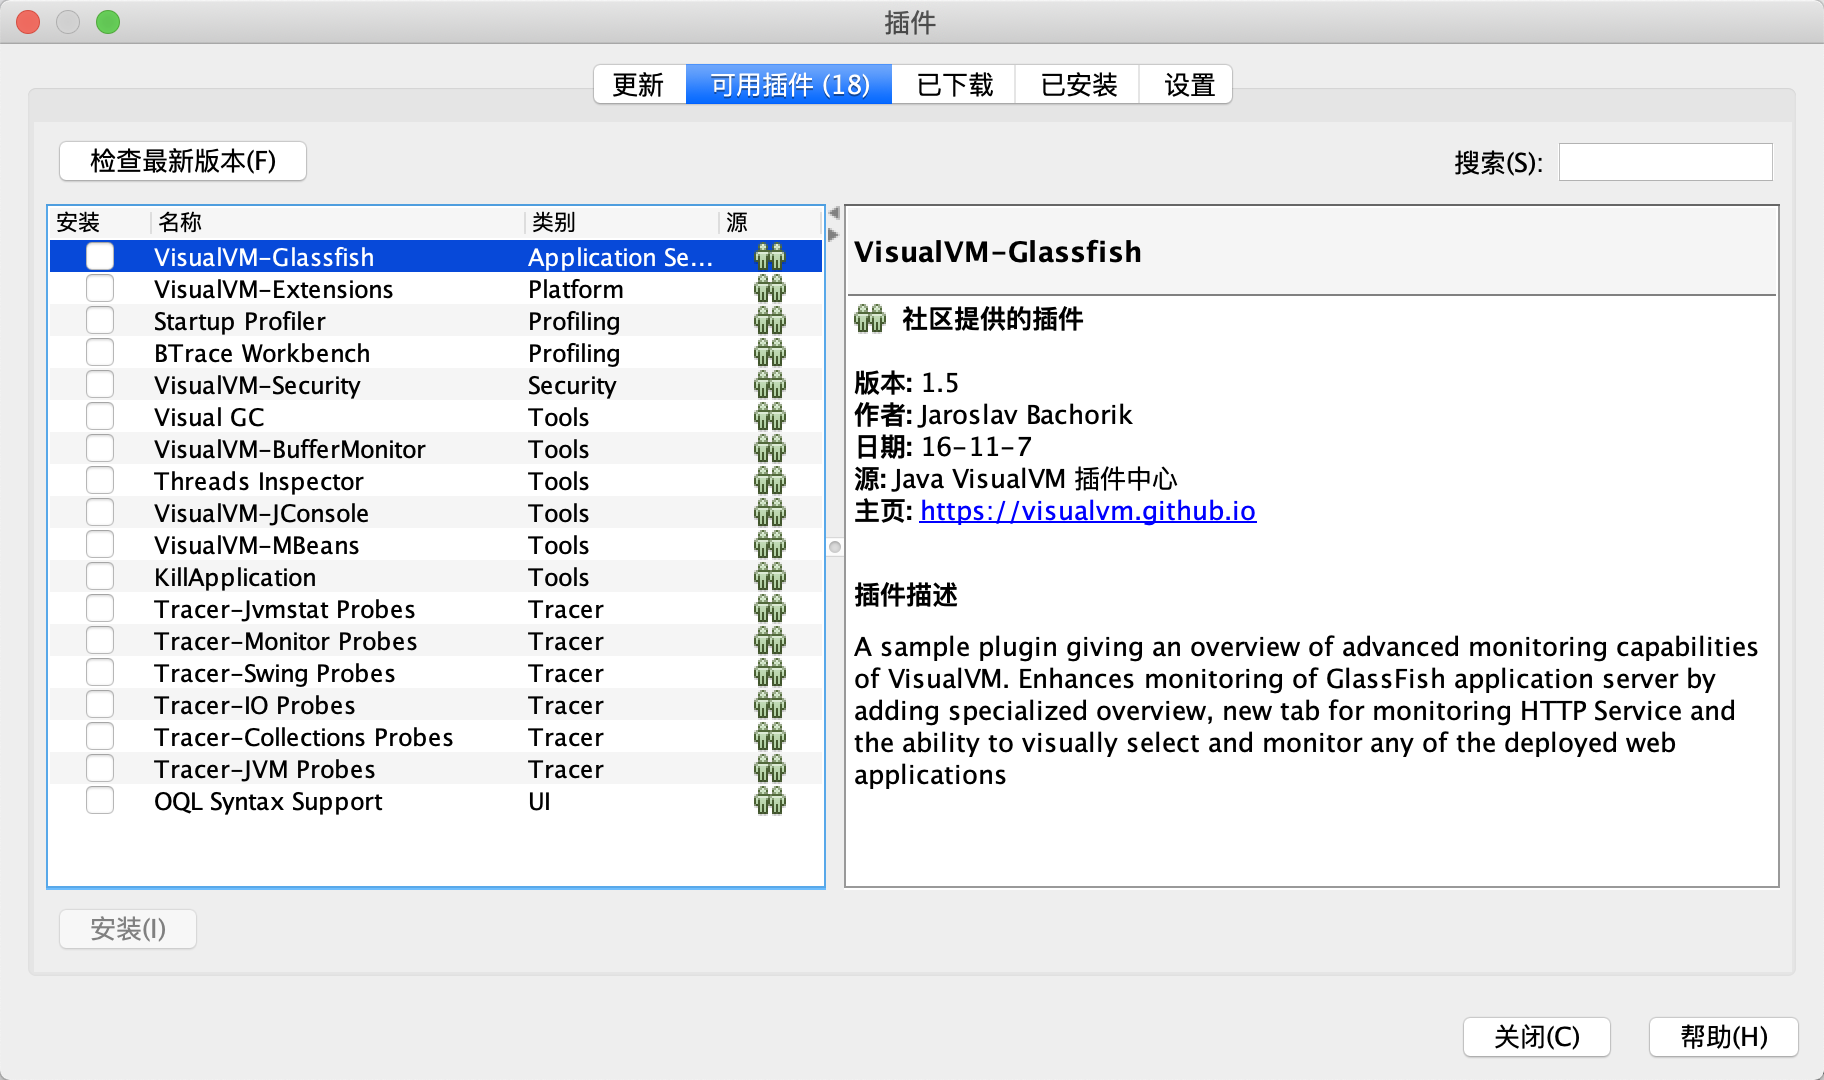 插件
更新 可用插件 (18) 已下载 已安装 设置
检查最新版本(F) 搜索(S):
安装 名称 类别 源
VisualVM-Glassfish Application Se...
VisualVM-Extensions Platform
Startup Profiler Profiling
BTrace Workbench Profiling
VisualVM-Security Security
Visual GC Tools
VisualVM-BufferMonitor Tools
Threads Inspector Tools
VisualVM-JConsole Tools
VisualVM-MBeans Tools
KillApplication Tools
Tracer-Jvmstat Probes Tracer
Tracer-Monitor Probes Tracer
Tracer-Swing Probes Tracer
Tracer-IO Probes Tracer
Tracer-Collections Probes Tracer
Tracer-JVM Probes Tracer
OQL Syntax Support UI
VisualVM-Glassfish
社区提供的插件
版本: 1.5
作者: Jaroslav Bachorik
日期: 16-11-7
源: Java VisualVM 插件中心
主页: https://visualvm.github.io
插件描述
A sample plugin giving an overview of advanced monitoring capabilities
of VisualVM. Enhances monitoring of GlassFish application server by
adding specialized overview, new tab for monitoring HTTP Service and
the ability to visually select and monitor any of the deployed web
applications
安装(I)
关闭(C) 帮助(H)